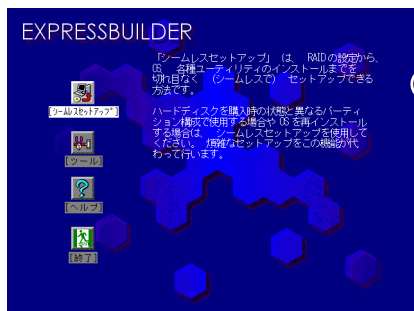 EXPRESSBUILDER
「シームレスセットアップ」 は、 RAIDの設定から、
OS、各種ユーティリティのインストールまでを
切れ目なく （シームレスで） セットアップできる
方法です。
ハードディスクを購入時の状態と異なるパーティ
ション構成で使用する場合や OSを再インストール
する場合は、 シームレスセットアップを使用して
ください。 煩雑なセットアップをこの機能が代
わって行います。
[シームレスセットアップ]
[ツール]
[ヘルプ]
[終了]